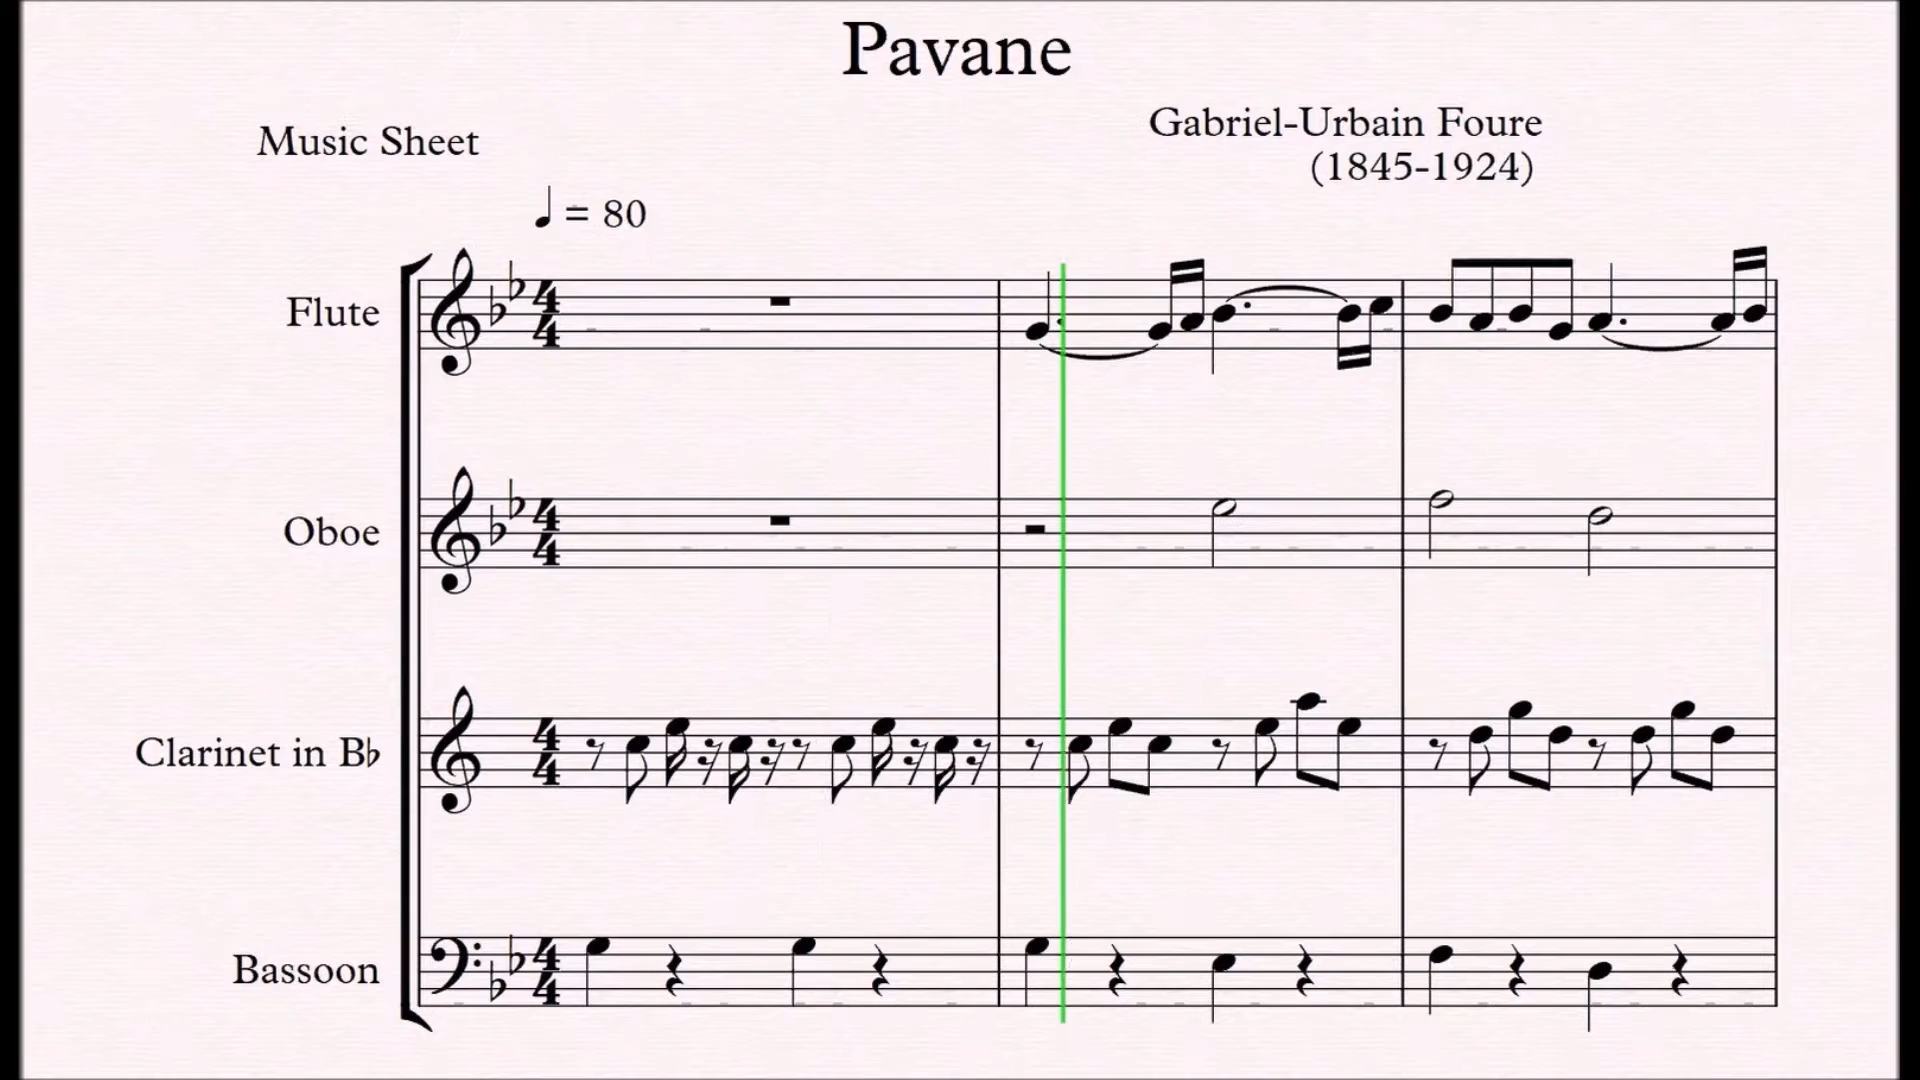 Pavane
Gabriel-Urbain Foure
(1845-1924)
Music Sheet
♩ = 80
Flute
Oboe
Clarinet in B♭
Bassoon